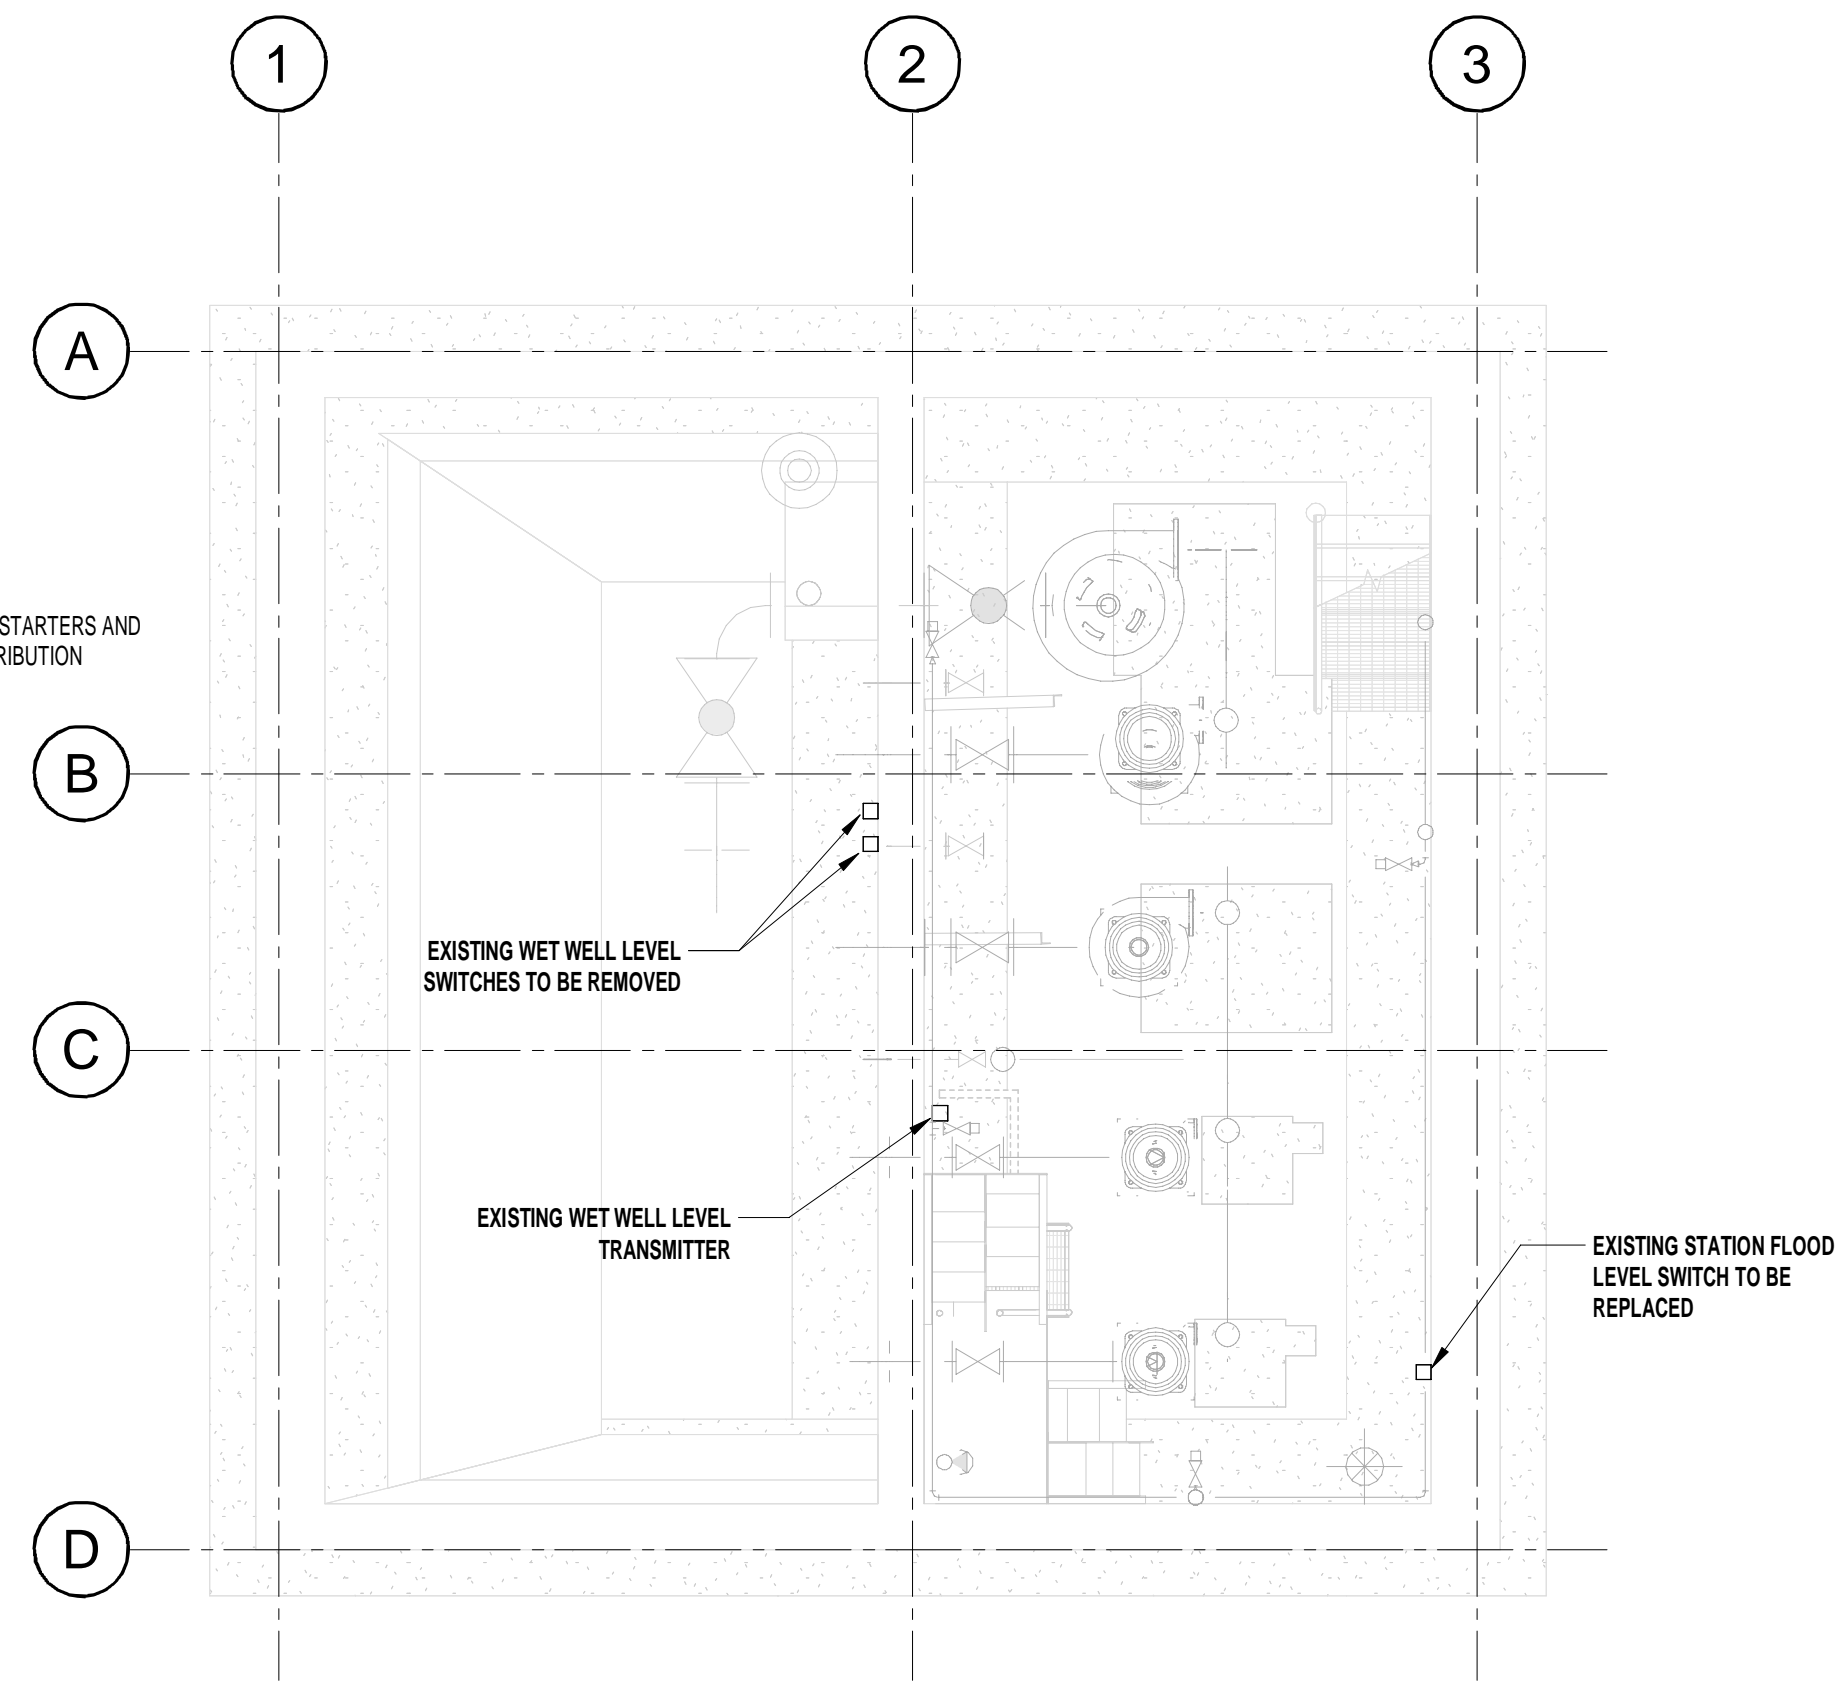 1
2
3
A
STARTERS AND
RIBUTION
B
EXISTING WET WELL LEVEL
SWITCHES TO BE REMOVED
C
EXISTING WET WELL LEVEL
TRANSMITTER
EXISTING STATION FLOOD
LEVEL SWITCH TO BE
REPLACED
D